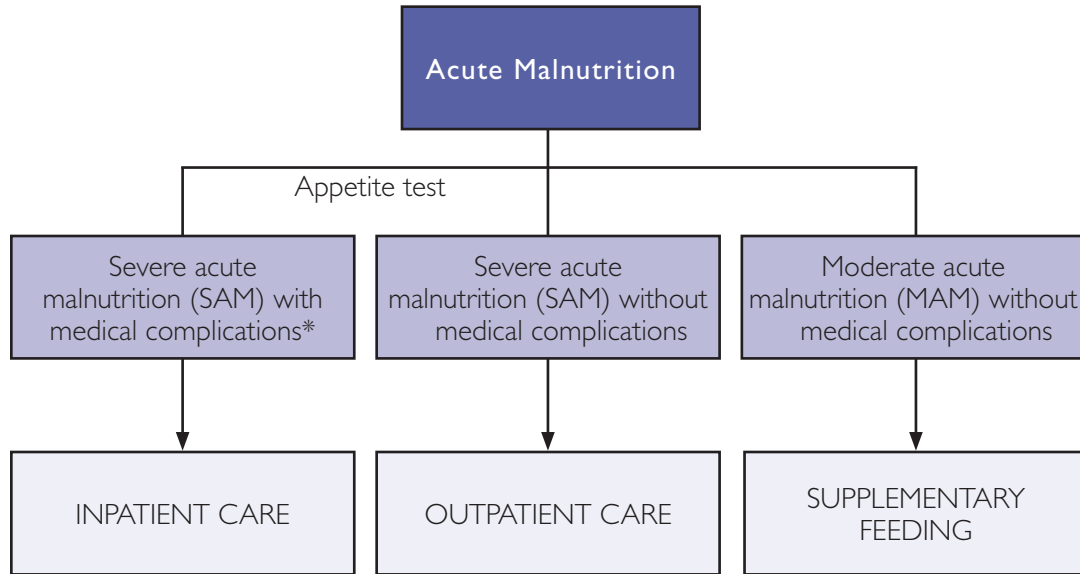 Acute Malnutrition
Appetite test
Severe acute
malnutrition (SAM) with
medical complications*
Severe acute
malnutrition (SAM) without
medical complications
Moderate acute
malnutrition (MAM) without
medical complications
INPATIENT CARE
OUTPATIENT CARE
SUPPLEMENTARY
FEEDING